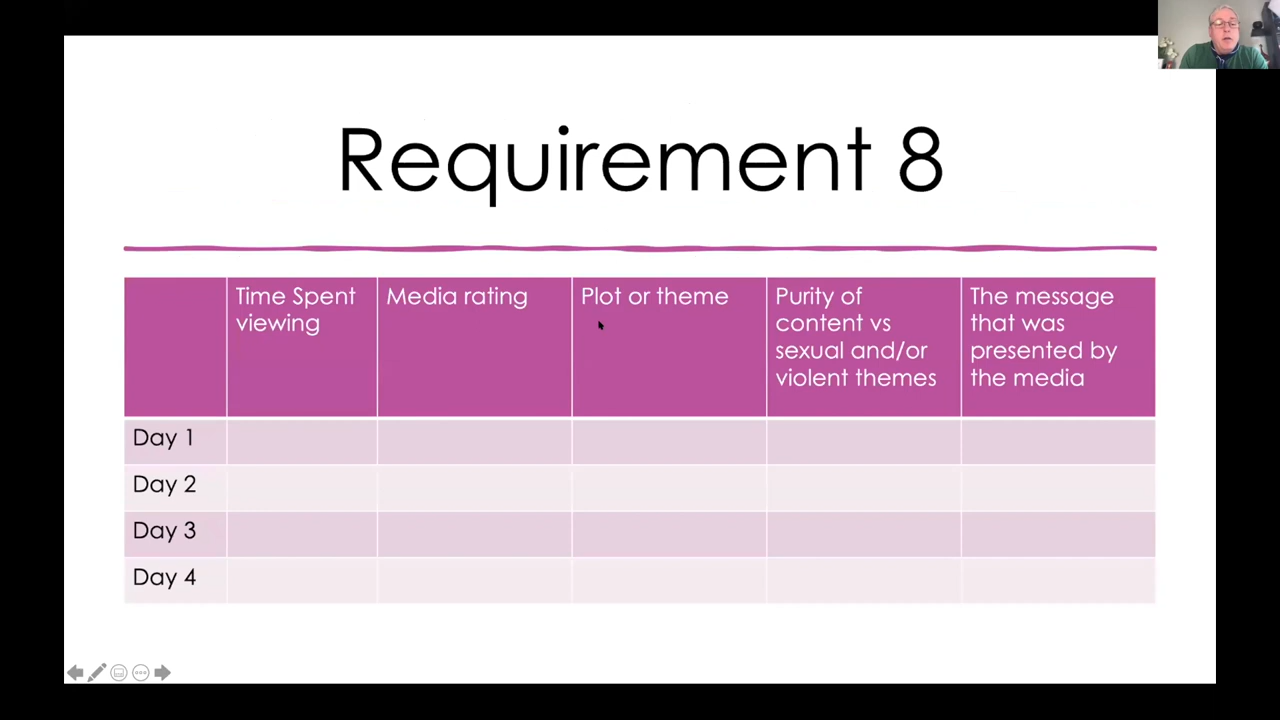 Requirement 8
Time Spent
viewing
Media rating
Plot or theme
Purity of
content vs
sexual and/or
violent themes
The message
that was
presented by
the media
Day 1
Day 2
Day 3
Day 4